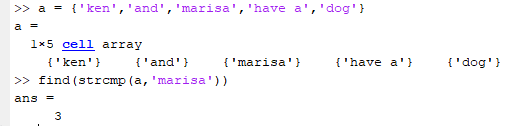 >> a = {'ken','and','marisa','have a','dog'}
a =
1×5 cell array
{'ken'} {'and'} {'marisa'} {'have a'} {'dog'}
>> find(strcmp(a,'marisa'))
ans =
3